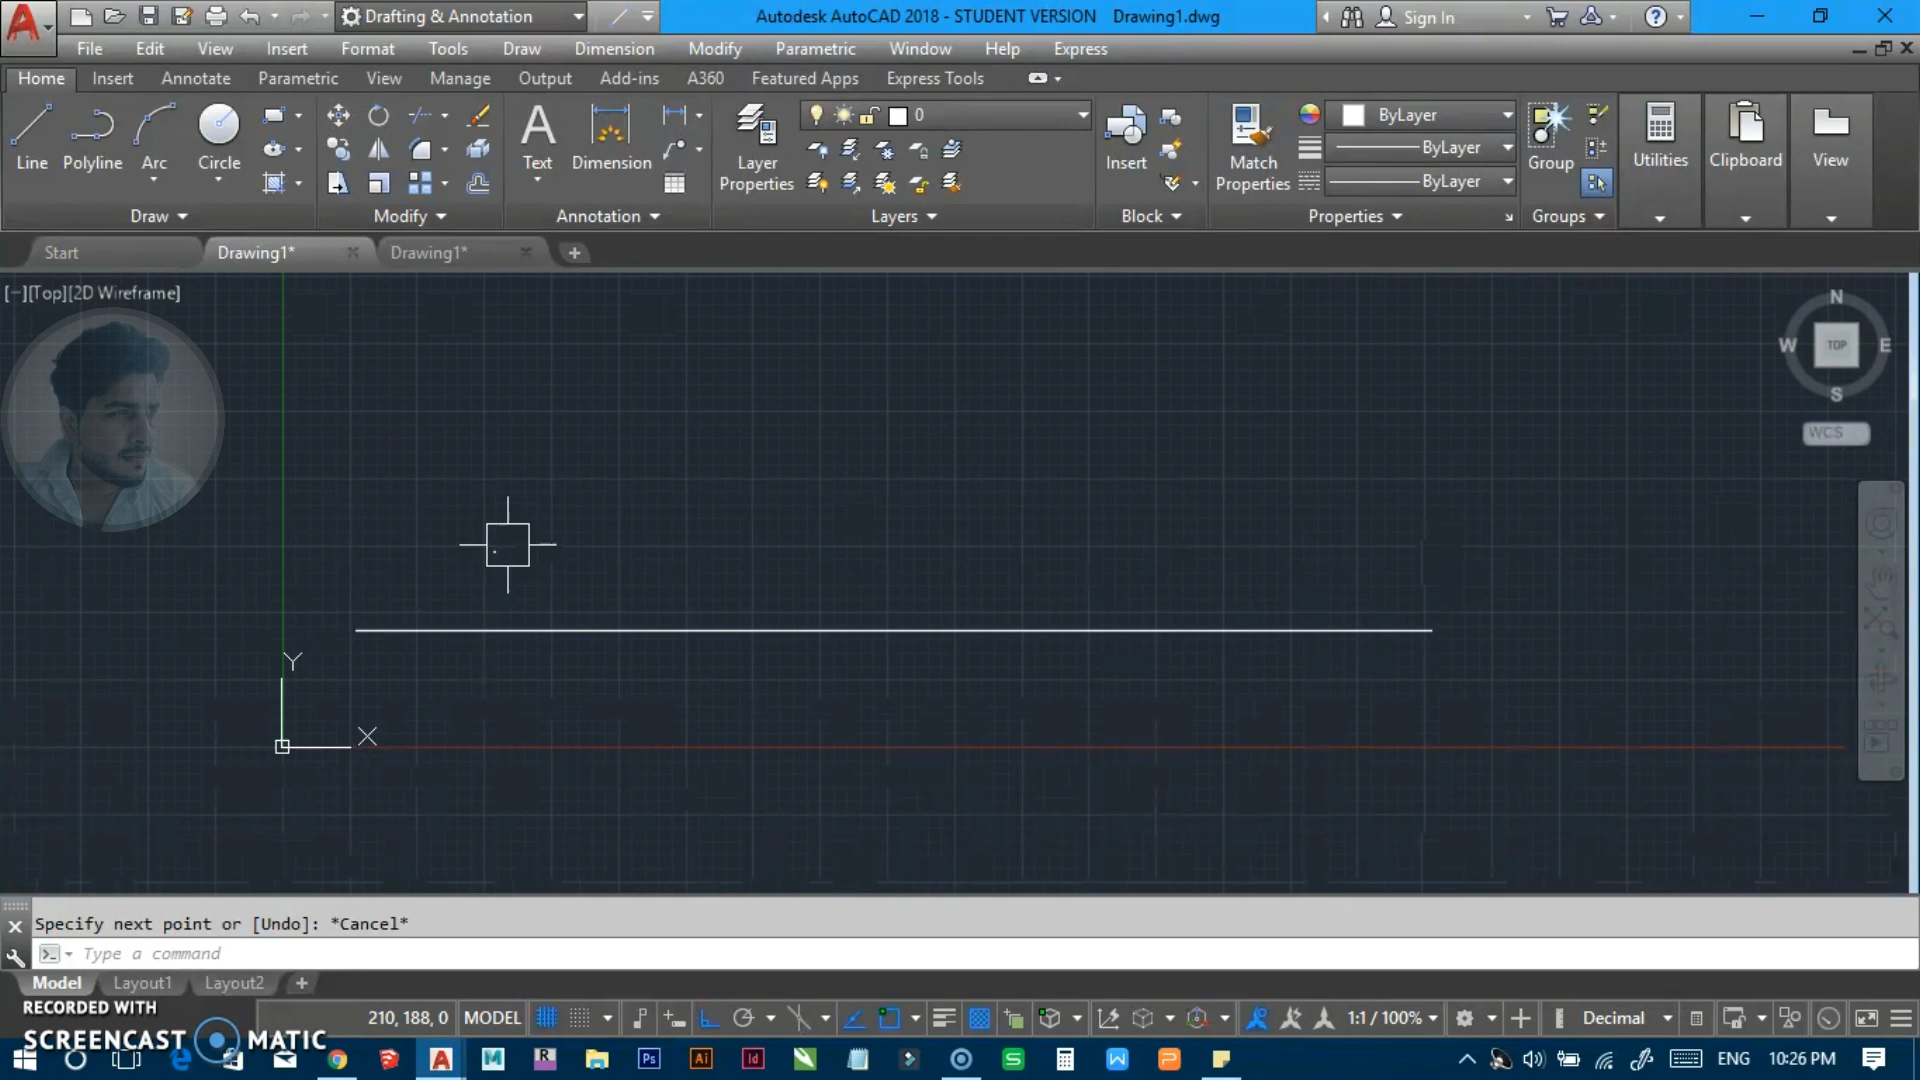 Drafting & Annotation
Autodesk AutoCAD 2018 - STUDENT VERSION Drawing1.dwg
Sign In
File Edit View Insert Format Tools Draw Dimension Modify Parametric Window Help Express
Home Insert Annotate Parametric View Manage Output Add-ins A360 Featured Apps Express Tools
0
ByLayer
ByLayer
ByLayer
Line Polyline Arc Circle Text Dimension Layer Properties Insert Match Properties Group Utilities Clipboard View
Draw Modify Annotation Layers Block Properties Groups
Start Drawing1* Drawing1*
[−][Top][2D Wireframe]
N
W TOP E
S
WCS
Y
X
Specify next point or [Undo]: *Cancel*
Type a command
Model Layout1 Layout2
RECORDED WITH
SCREENCAST MATIC
210, 188, 0 MODEL 1:1 / 100% Decimal
ENG 10:26 PM